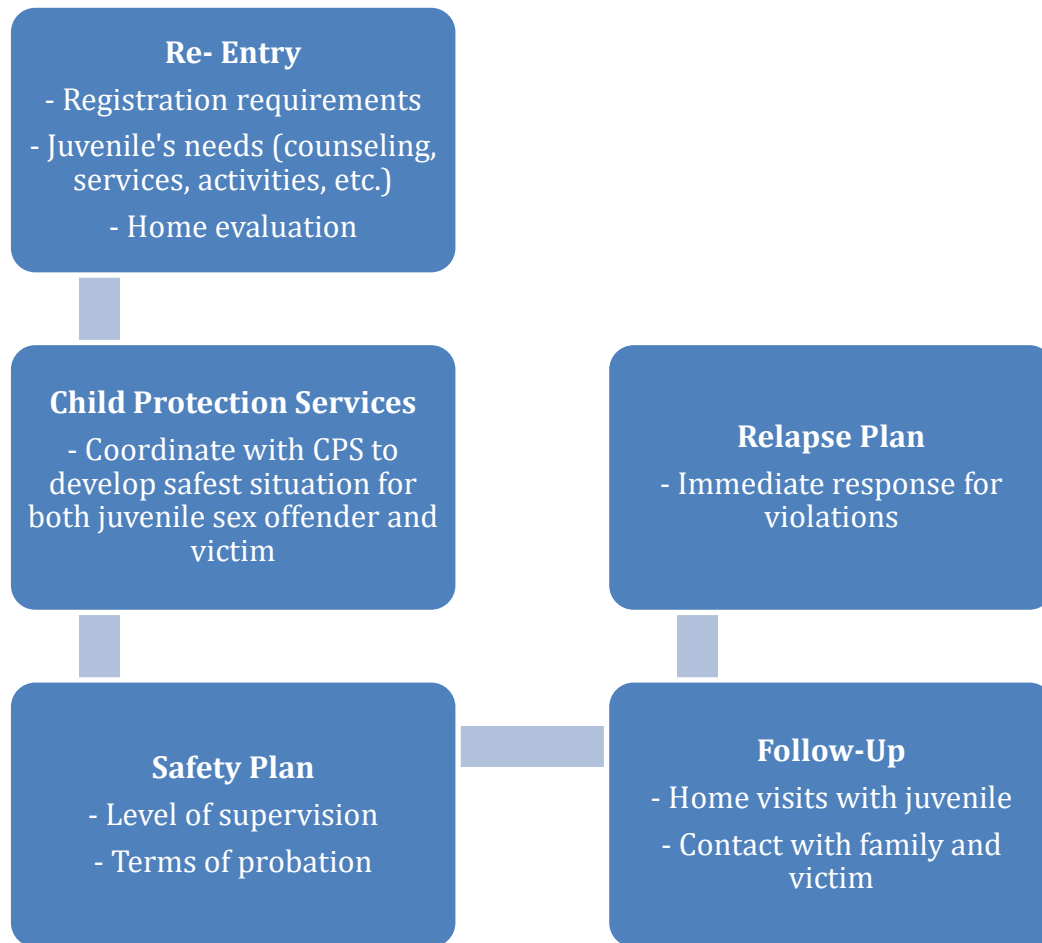 Re- Entry
- Registration requirements
- Juvenile's needs (counseling,
services, activities, etc.)
- Home evaluation
Child Protection Services
- Coordinate with CPS to
develop safest situation for
both juvenile sex offender and
victim
Safety Plan
- Level of supervision
- Terms of probation
Follow-Up
- Home visits with juvenile
- Contact with family and
victim
Relapse Plan
- Immediate response for
violations